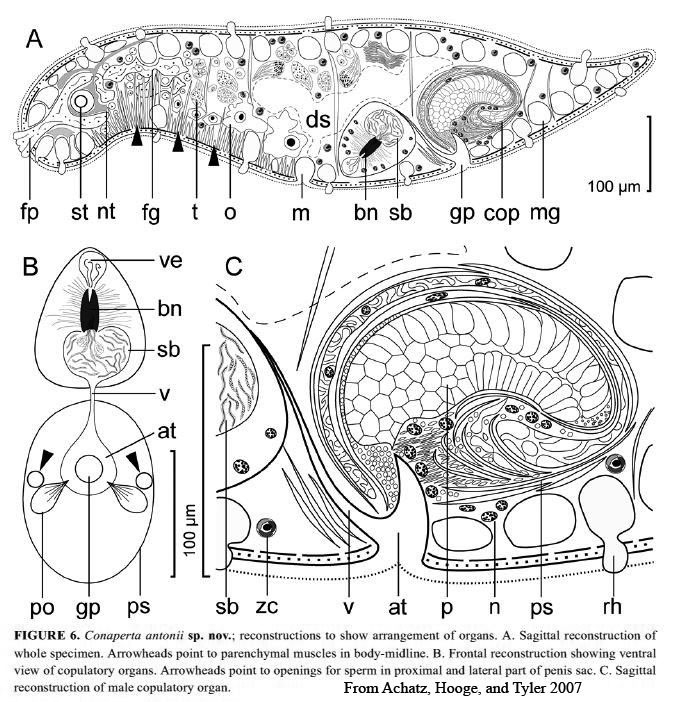 A
ds
100 µm
fp st nt fg t o m bn sb gp cop mg
B
C
ve
bn
sb
v
at
100 µm
po gp ps
sb zc v at p n ps rh
FIGURE 6. Conaperta antonii sp. nov.; reconstructions to show arrangement of organs. A. Sagittal reconstruction of
whole specimen. Arrowheads point to parenchymal muscles in body-midline. B. Frontal reconstruction showing ventral
view of copulatory organs. Arrowheads point to openings for sperm in proximal and lateral part of penis sac. C. Sagittal
reconstruction of male copulatory organ.
From Achatz, Hooge, and Tyler 2007